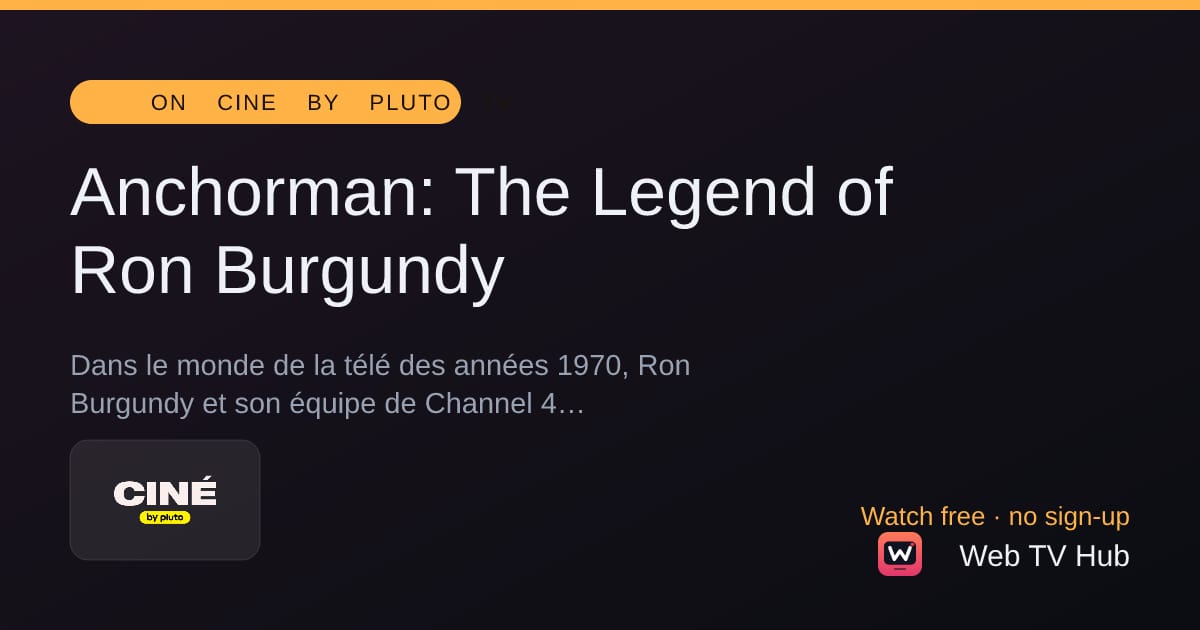 ON CINE BY PLUTO TV
Anchorman: The Legend of
Ron Burgundy
Dans le monde de la télé des années 1970, Ron
Burgundy et son équipe de Channel 4…
CINÉ
by pluto
Watch free · no sign-up
W
Web TV Hub